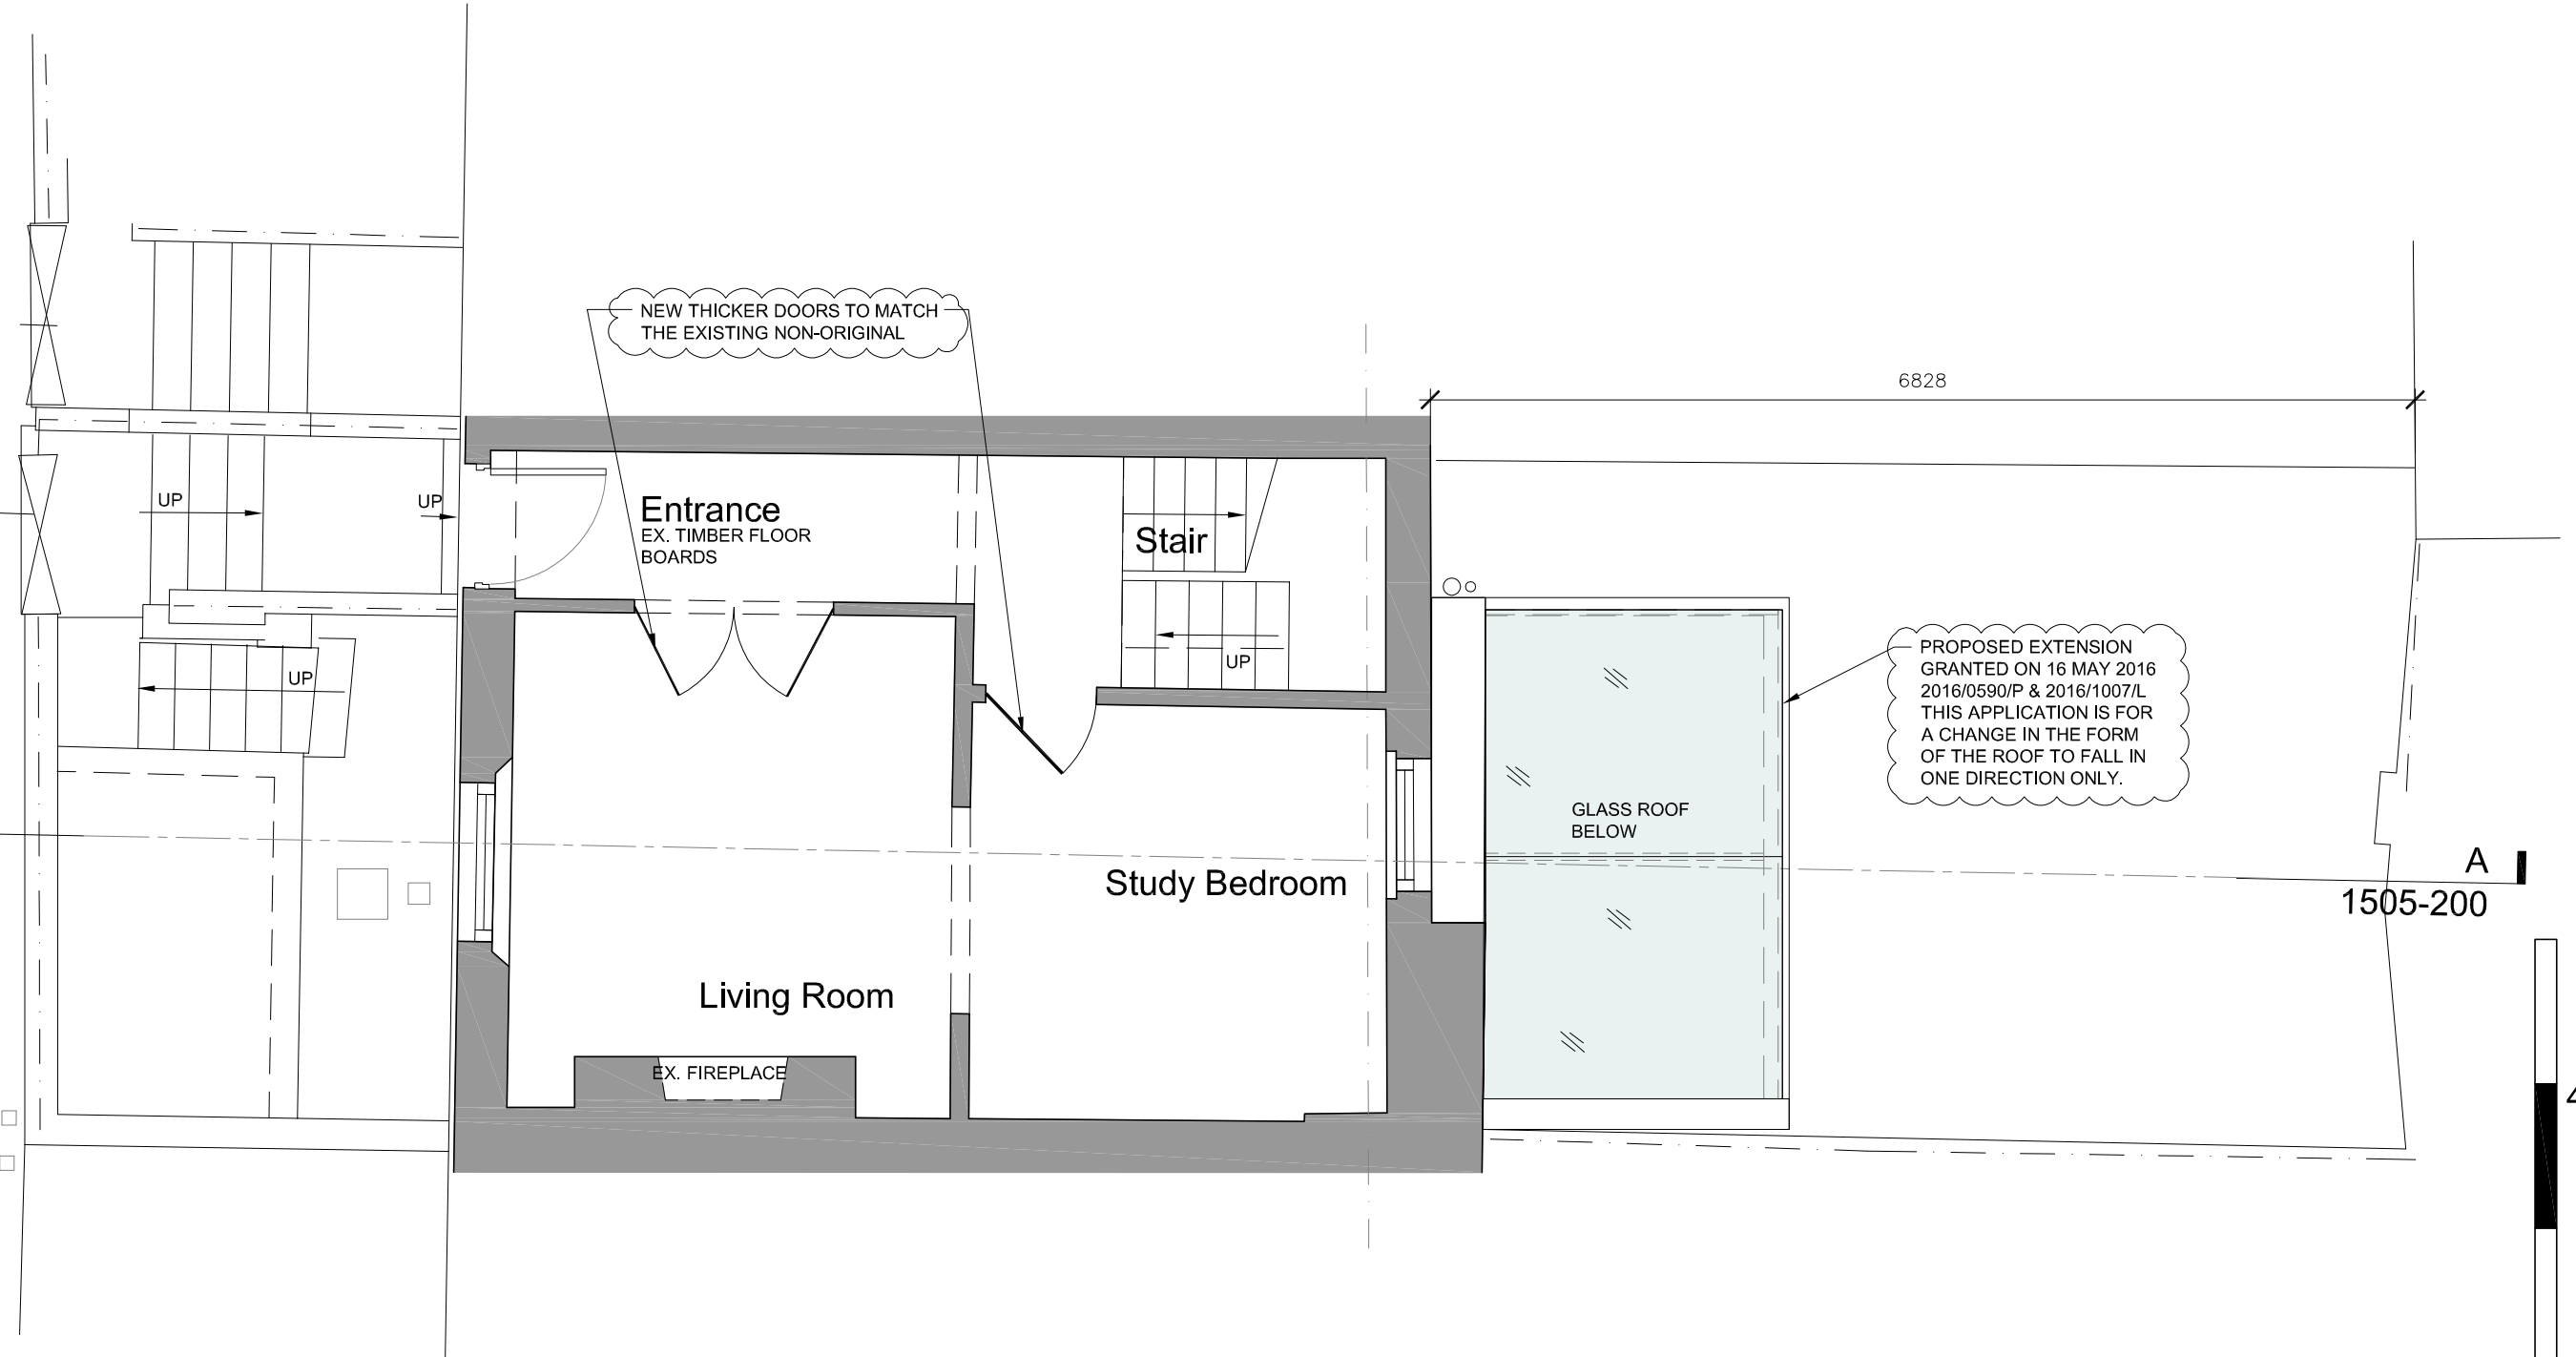 NEW THICKER DOORS TO MATCH
THE EXISTING NON-ORIGINAL
6828
UP
UP
Entrance
EX. TIMBER FLOOR
BOARDS
Stair
UP
UP
PROPOSED EXTENSION
GRANTED ON 16 MAY 2016
2016/0590/P & 2016/1007/L
THIS APPLICATION IS FOR
A CHANGE IN THE FORM
OF THE ROOF TO FALL IN
ONE DIRECTION ONLY.
GLASS ROOF
BELOW
A
1505-200
Study Bedroom
Living Room
EX. FIREPLACE